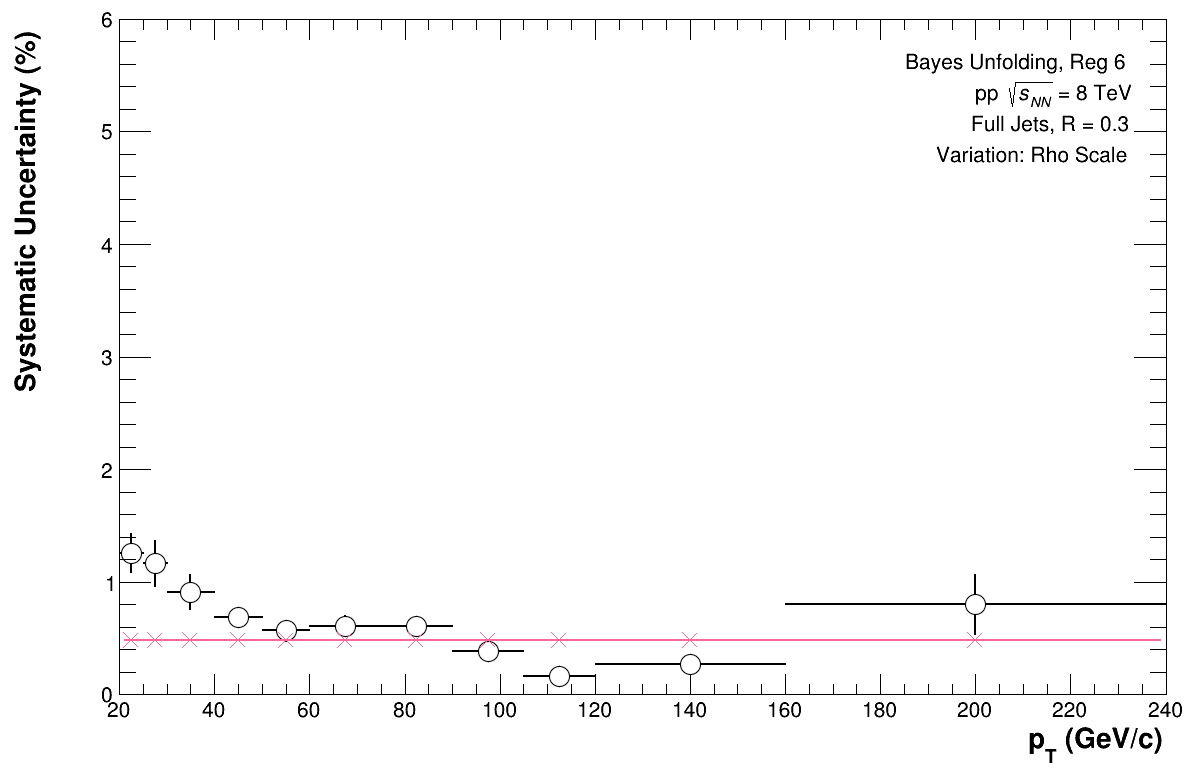 Systematic Uncertainty (%)
6
5
4
3
2
1
0
Bayes Unfolding, Reg 6
pp √s_NN = 8 TeV
Full Jets, R = 0.3
Variation: Rho Scale
20 40 60 80 100 120 140 160 180 200 220 240
p_T (GeV/c)